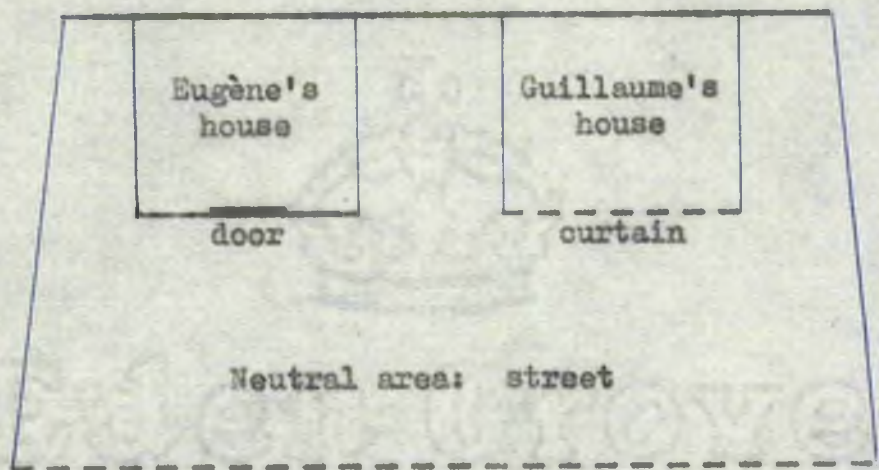 Eugène's
house
Guillaume's
house
door
curtain
Neutral area: street